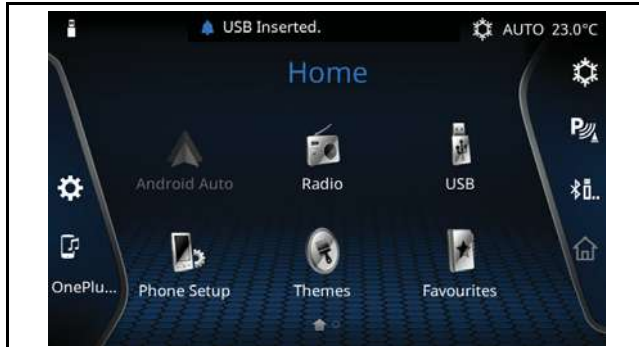 USB Inserted.
AUTO 23.0°C
Home
Android Auto
Radio
USB
OnePlu...
Phone Setup
Themes
Favourites